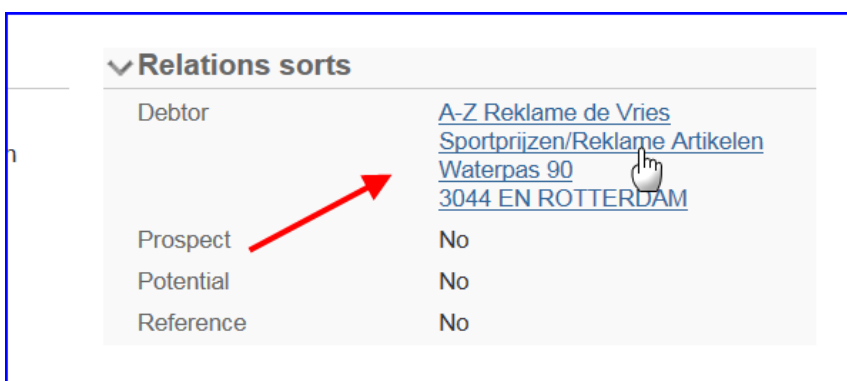 Relations sorts
Debtor A-Z Reklame de Vries
Sportprijzen/Reklame Artikelen
Waterpas 90
3044 EN ROTTERDAM
n
Prospect No
Potential No
Reference No